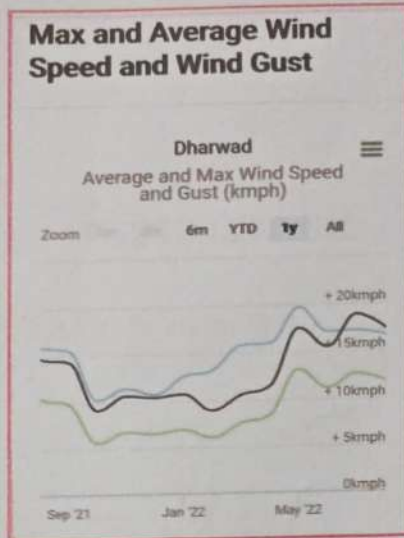 Max and Average Wind
Speed and Wind Gust
Dharwad
Average and Max Wind Speed
and Gust (kmph)
Zoom 6m YTD 1y All
+ 20kmph
+ 15kmph
+ 10kmph
+ 5kmph
0kmph
Sep '21 Jan '22 May '22